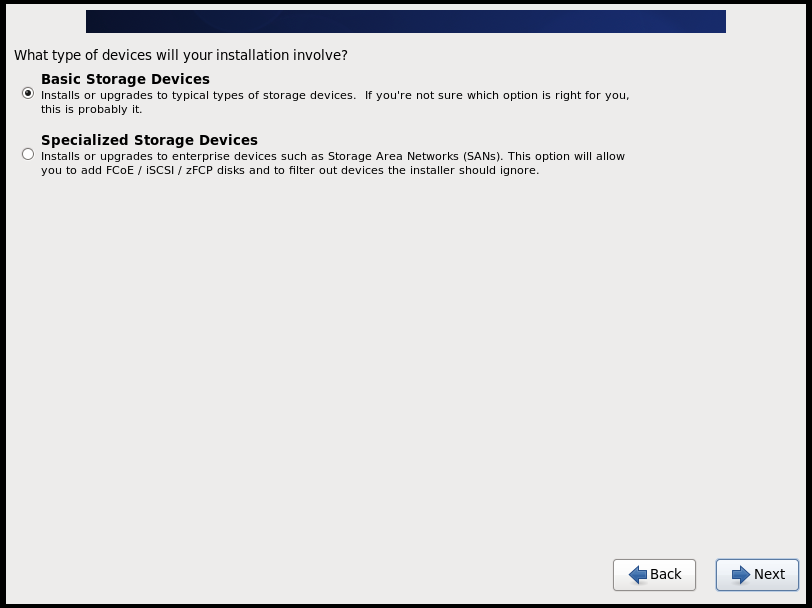 What type of devices will your installation involve?
Basic Storage Devices
Installs or upgrades to typical types of storage devices.  If you're not sure which option is right for you,
this is probably it.
Specialized Storage Devices
Installs or upgrades to enterprise devices such as Storage Area Networks (SANs). This option will allow
you to add FCoE / iSCSI / zFCP disks and to filter out devices the installer should ignore.
Back
Next